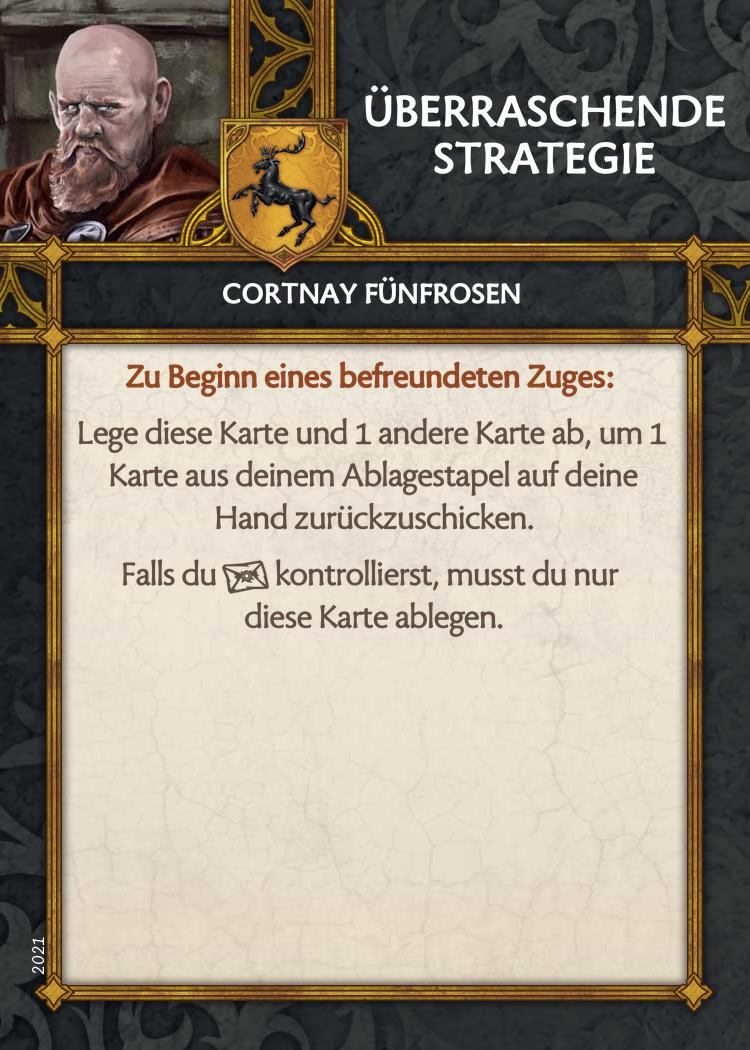 ÜBERRASCHENDE
STRATEGIE
CORTNAY FÜNFROSEN
Zu Beginn eines befreundeten Zuges:
Lege diese Karte und 1 andere Karte ab, um 1
Karte aus deinem Ablagestapel auf deine
Hand zurückzuschicken.
Falls du kontrollierst, musst du nur
diese Karte ablegen.
2021